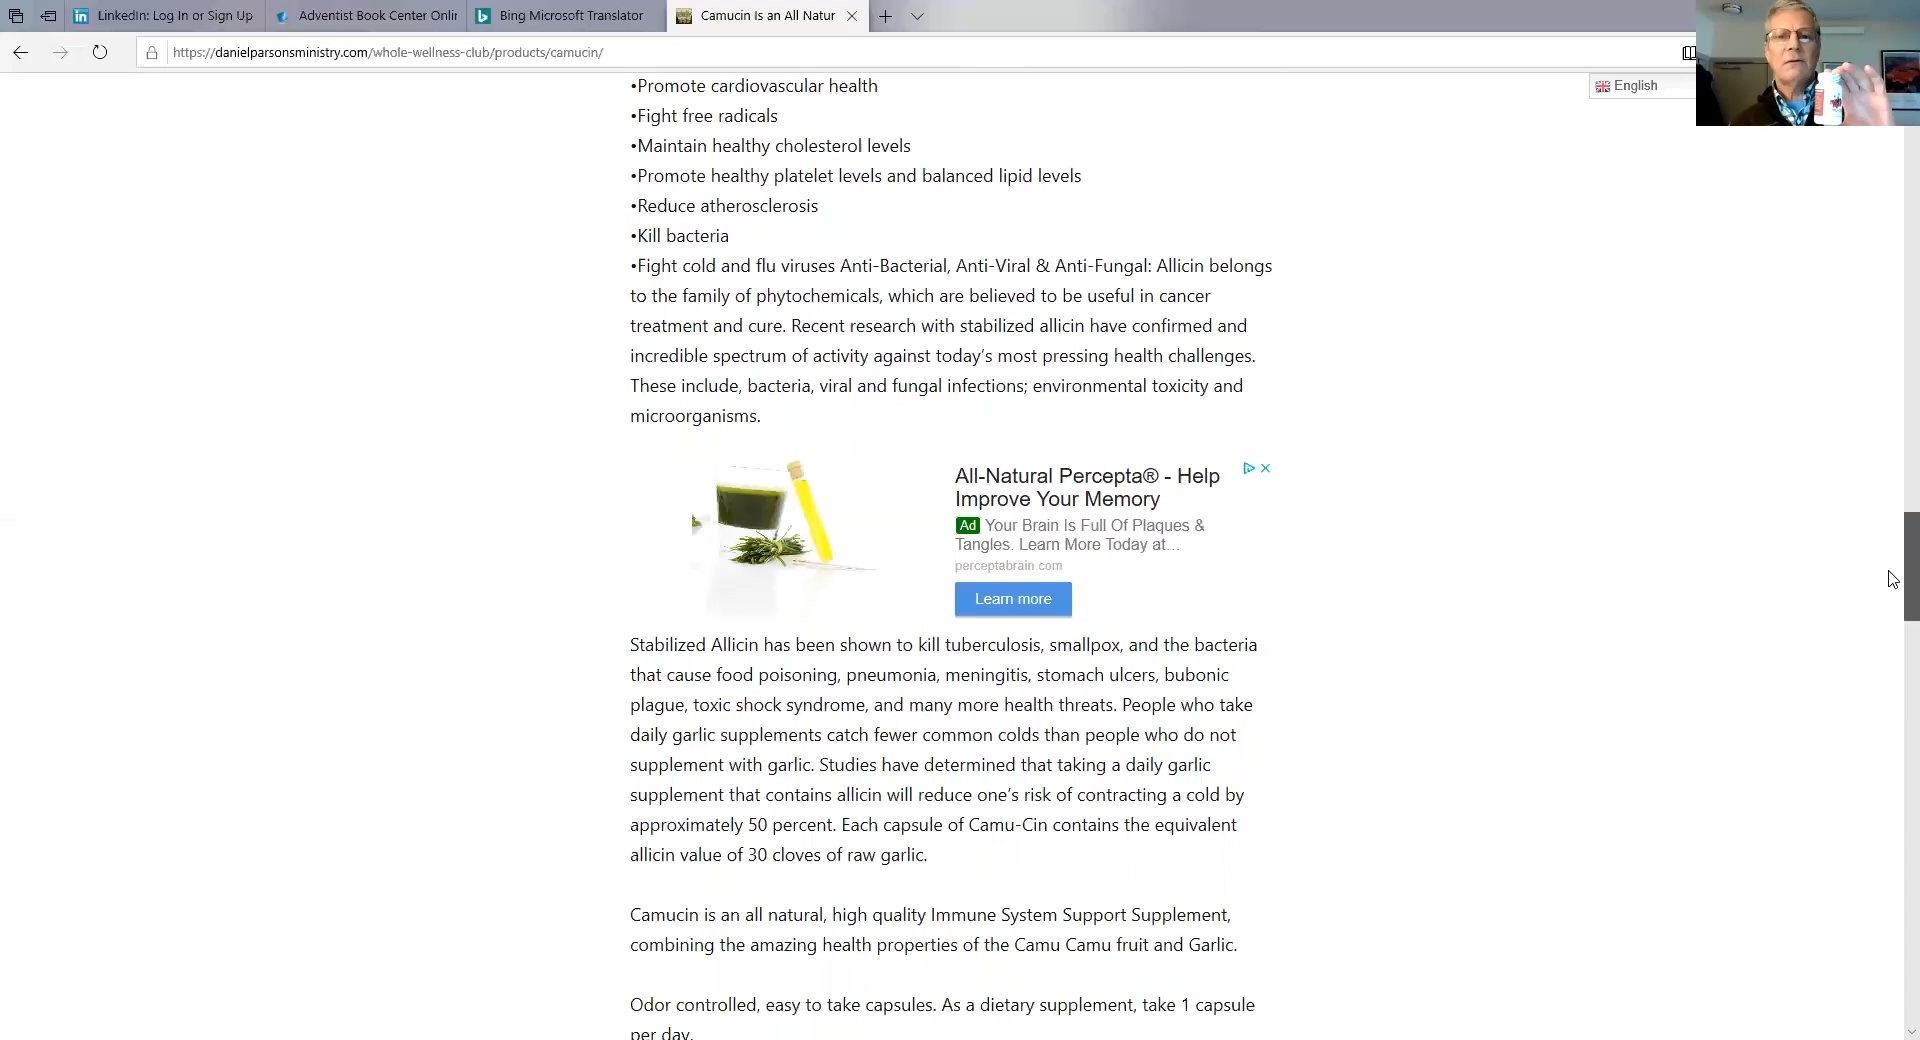 LinkedIn: Log In or Sign Up
Adventist Book Center Onlin
Bing Microsoft Translator
Camucin Is an All Natur
https://danielparsonsministry.com/whole-wellness-club/products/camucin/
English
•Promote cardiovascular health
•Fight free radicals
•Maintain healthy cholesterol levels
•Promote healthy platelet levels and balanced lipid levels
•Reduce atherosclerosis
•Kill bacteria
•Fight cold and flu viruses Anti-Bacterial, Anti-Viral & Anti-Fungal: Allicin belongs
to the family of phytochemicals, which are believed to be useful in cancer
treatment and cure. Recent research with stabilized allicin have confirmed and
incredible spectrum of activity against today's most pressing health challenges.
These include, bacteria, viral and fungal infections; environmental toxicity and
microorganisms.
All-Natural Percepta® - Help
Improve Your Memory
Ad Your Brain Is Full Of Plaques &
Tangles. Learn More Today at...
perceptabrain.com
Learn more
Stabilized Allicin has been shown to kill tuberculosis, smallpox, and the bacteria
that cause food poisoning, pneumonia, meningitis, stomach ulcers, bubonic
plague, toxic shock syndrome, and many more health threats. People who take
daily garlic supplements catch fewer common colds than people who do not
supplement with garlic. Studies have determined that taking a daily garlic
supplement that contains allicin will reduce one's risk of contracting a cold by
approximately 50 percent. Each capsule of Camu-Cin contains the equivalent
allicin value of 30 cloves of raw garlic.
Camucin is an all natural, high quality Immune System Support Supplement,
combining the amazing health properties of the Camu Camu fruit and Garlic.
Odor controlled, easy to take capsules. As a dietary supplement, take 1 capsule
per day.